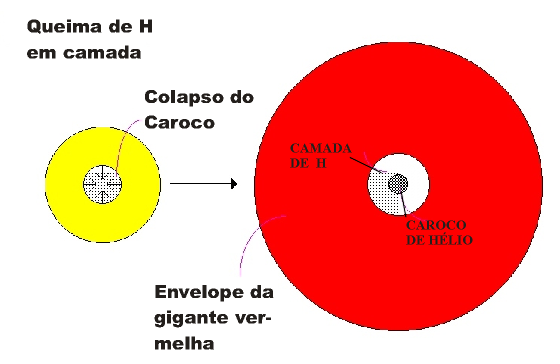 Queima de H
em camada
Colapso do
Caroco
CAMADA
DE H
CAROCO
DE HÉLIO
Envelope da
gigante ver-
melha